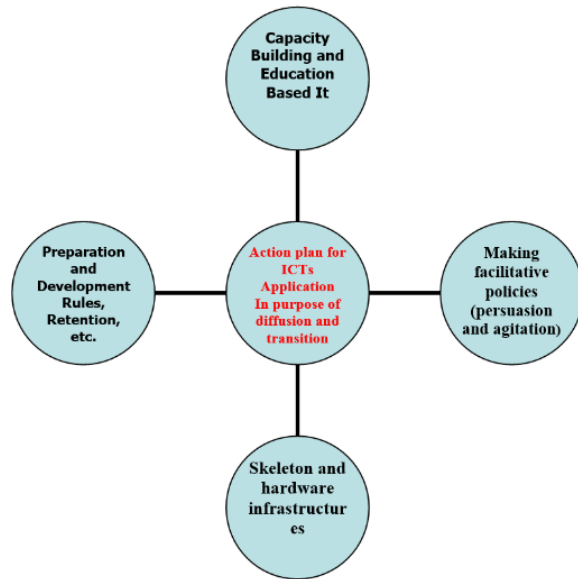 Capacity
Building and
Education
Based It
Preparation
and
Development
Rules,
Retention,
etc.
Action plan for
ICTs
Application
In purpose of
diffusion and
transition
Making
facilitative
policies
(persuasion
and agitation)
Skeleton and
hardware
infrastructur
es